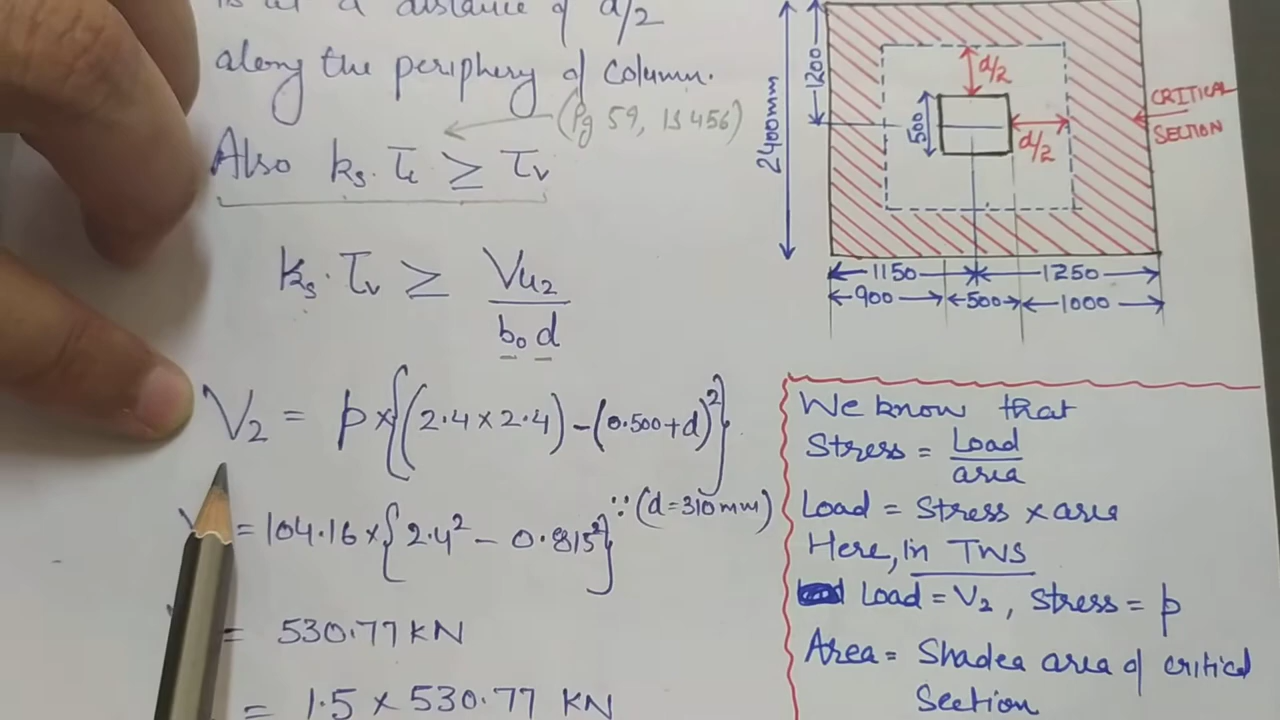 is at a distance of d/2
along the periphery of column.
(Pg 59, IS 456)
Also ks. τc ≥ τv
ks. τv ≥ Vu2 / bo d
V2 = p×{(2.4×2.4)-(0.500+d)²}
∵ (d=310mm)
= 104.16×{2.4² - 0.815²}
= 530.77 KN
= 1.5 × 530.77 KN
1200
2400mm
500
d/2
d/2
CRITICAL
SECTION
1150
1250
900
500
1000
We know that
Stress = Load
area
Load = Stress × area
Here, in TWS
Load = V2, Stress = p
Area = Shaded area of critical
Section